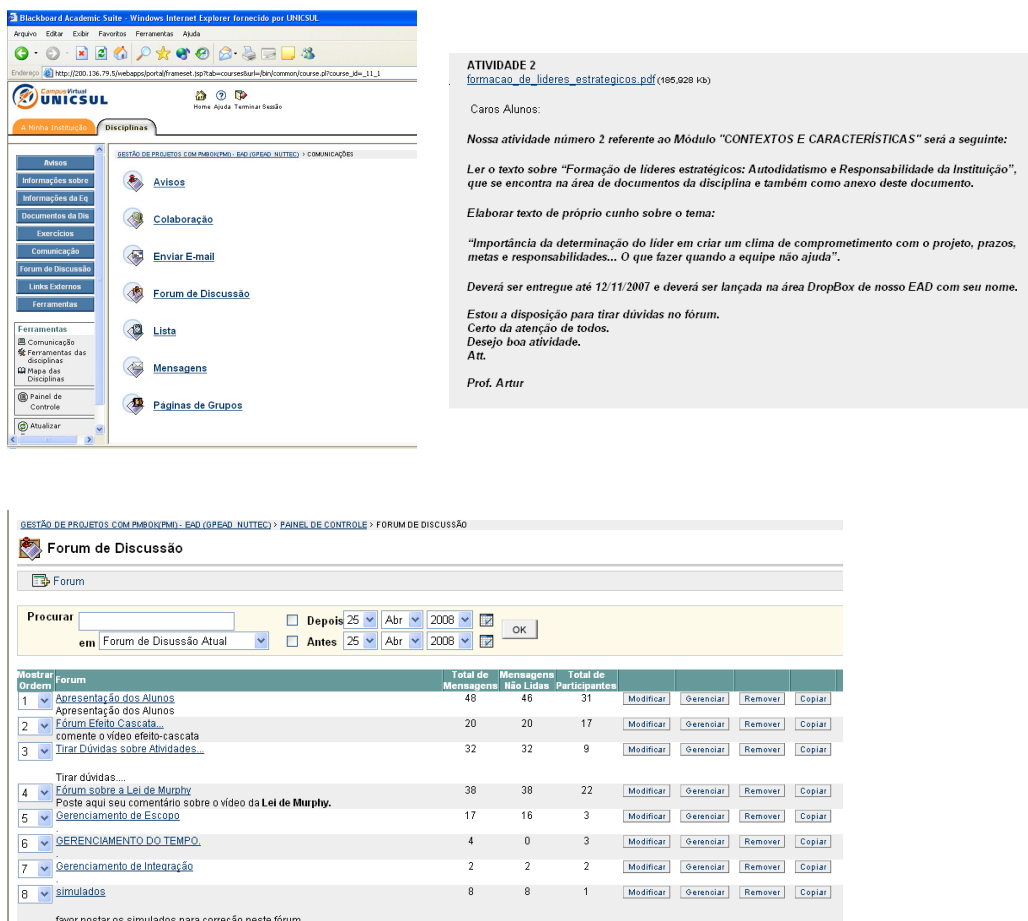 Blackboard Academic Suite - Windows Internet Explorer fornecido por UNICSUL
Arquivo Editar Exibir Favoritos Ferramentas Ajuda
Endereço http://200.136.79.5/webapps/portal/frameset.jsp?tab=courses&url=/bin/common/course.pl?course_id=_11_1
Campus Virtual
UNICSUL
Home Ajuda Terminar Sessão
A Minha Instituição Disciplinas
GESTÃO DE PROJETOS COM PMBOK(PMI) - EAD (GPEAD_NUTTEC) > COMUNICAÇÕES
Avisos
Informações sobre
Informações da Eq
Documentos da Dis
Exercícios
Comunicação
Forum de Discussão
Links Externos
Ferramentas
Ferramentas
Comunicação
Ferramentas das
disciplinas
Mapa das
Disciplinas
Painel de
Controle
Atualizar
Avisos
Colaboração
Enviar E-mail
Forum de Discussão
Lista
Mensagens
Páginas de Grupos
ATIVIDADE 2
formacao_de_lideres_estrategicos.pdf (185,928 Kb)
Caros Alunos:
Nossa atividade número 2 referente ao Módulo "CONTEXTOS E CARACTERÍSTICAS" será a seguinte:
Ler o texto sobre “Formação de líderes estratégicos: Autodidatismo e Responsabilidade da Instituição”,
que se encontra na área de documentos da disciplina e também como anexo deste documento.
Elaborar texto de próprio cunho sobre o tema:
“Importância da determinação do líder em criar um clima de comprometimento com o projeto, prazos,
metas e responsabilidades... O que fazer quando a equipe não ajuda”.
Deverá ser entregue até 12/11/2007 e deverá ser lançada na área DropBox de nosso EAD com seu nome.
Estou a disposição para tirar dúvidas no fórum.
Certo da atenção de todos.
Desejo boa atividade.
Att.
Prof. Artur
GESTÃO DE PROJETOS COM PMBOK(PMI) - EAD (GPEAD_NUTTEC) > PAINEL DE CONTROLE > FORUM DE DISCUSSÃO
Forum de Discussão
Forum
Procurar Depois 25 Abr 2008
em Forum de Disussão Atual Antes 25 Abr 2008 OK
Mostrar Ordem Forum Total de Mensagens Mensagens Não Lidas Total de Participantes
1 Apresentação dos Alunos 48 46 31 Modificar Gerenciar Remover Copiar
Apresentação dos Alunos
2 Fórum Efeito Cascata... 20 20 17 Modificar Gerenciar Remover Copiar
comente o vídeo efeito-cascata
3 Tirar Dúvidas sobre Atividades... 32 32 9 Modificar Gerenciar Remover Copiar
Tirar dúvidas....
4 Fórum sobre a Lei de Murphy 38 38 22 Modificar Gerenciar Remover Copiar
Poste aqui seu comentário sobre o vídeo da Lei de Murphy.
5 Gerenciamento de Escopo 17 16 3 Modificar Gerenciar Remover Copiar
.
6 GERENCIAMENTO DO TEMPO. 4 0 3 Modificar Gerenciar Remover Copiar
.
7 Gerenciamento de Integração 2 2 2 Modificar Gerenciar Remover Copiar
.
8 simulados 8 8 1 Modificar Gerenciar Remover Copiar
favor postar os simulados para correção neste fórum